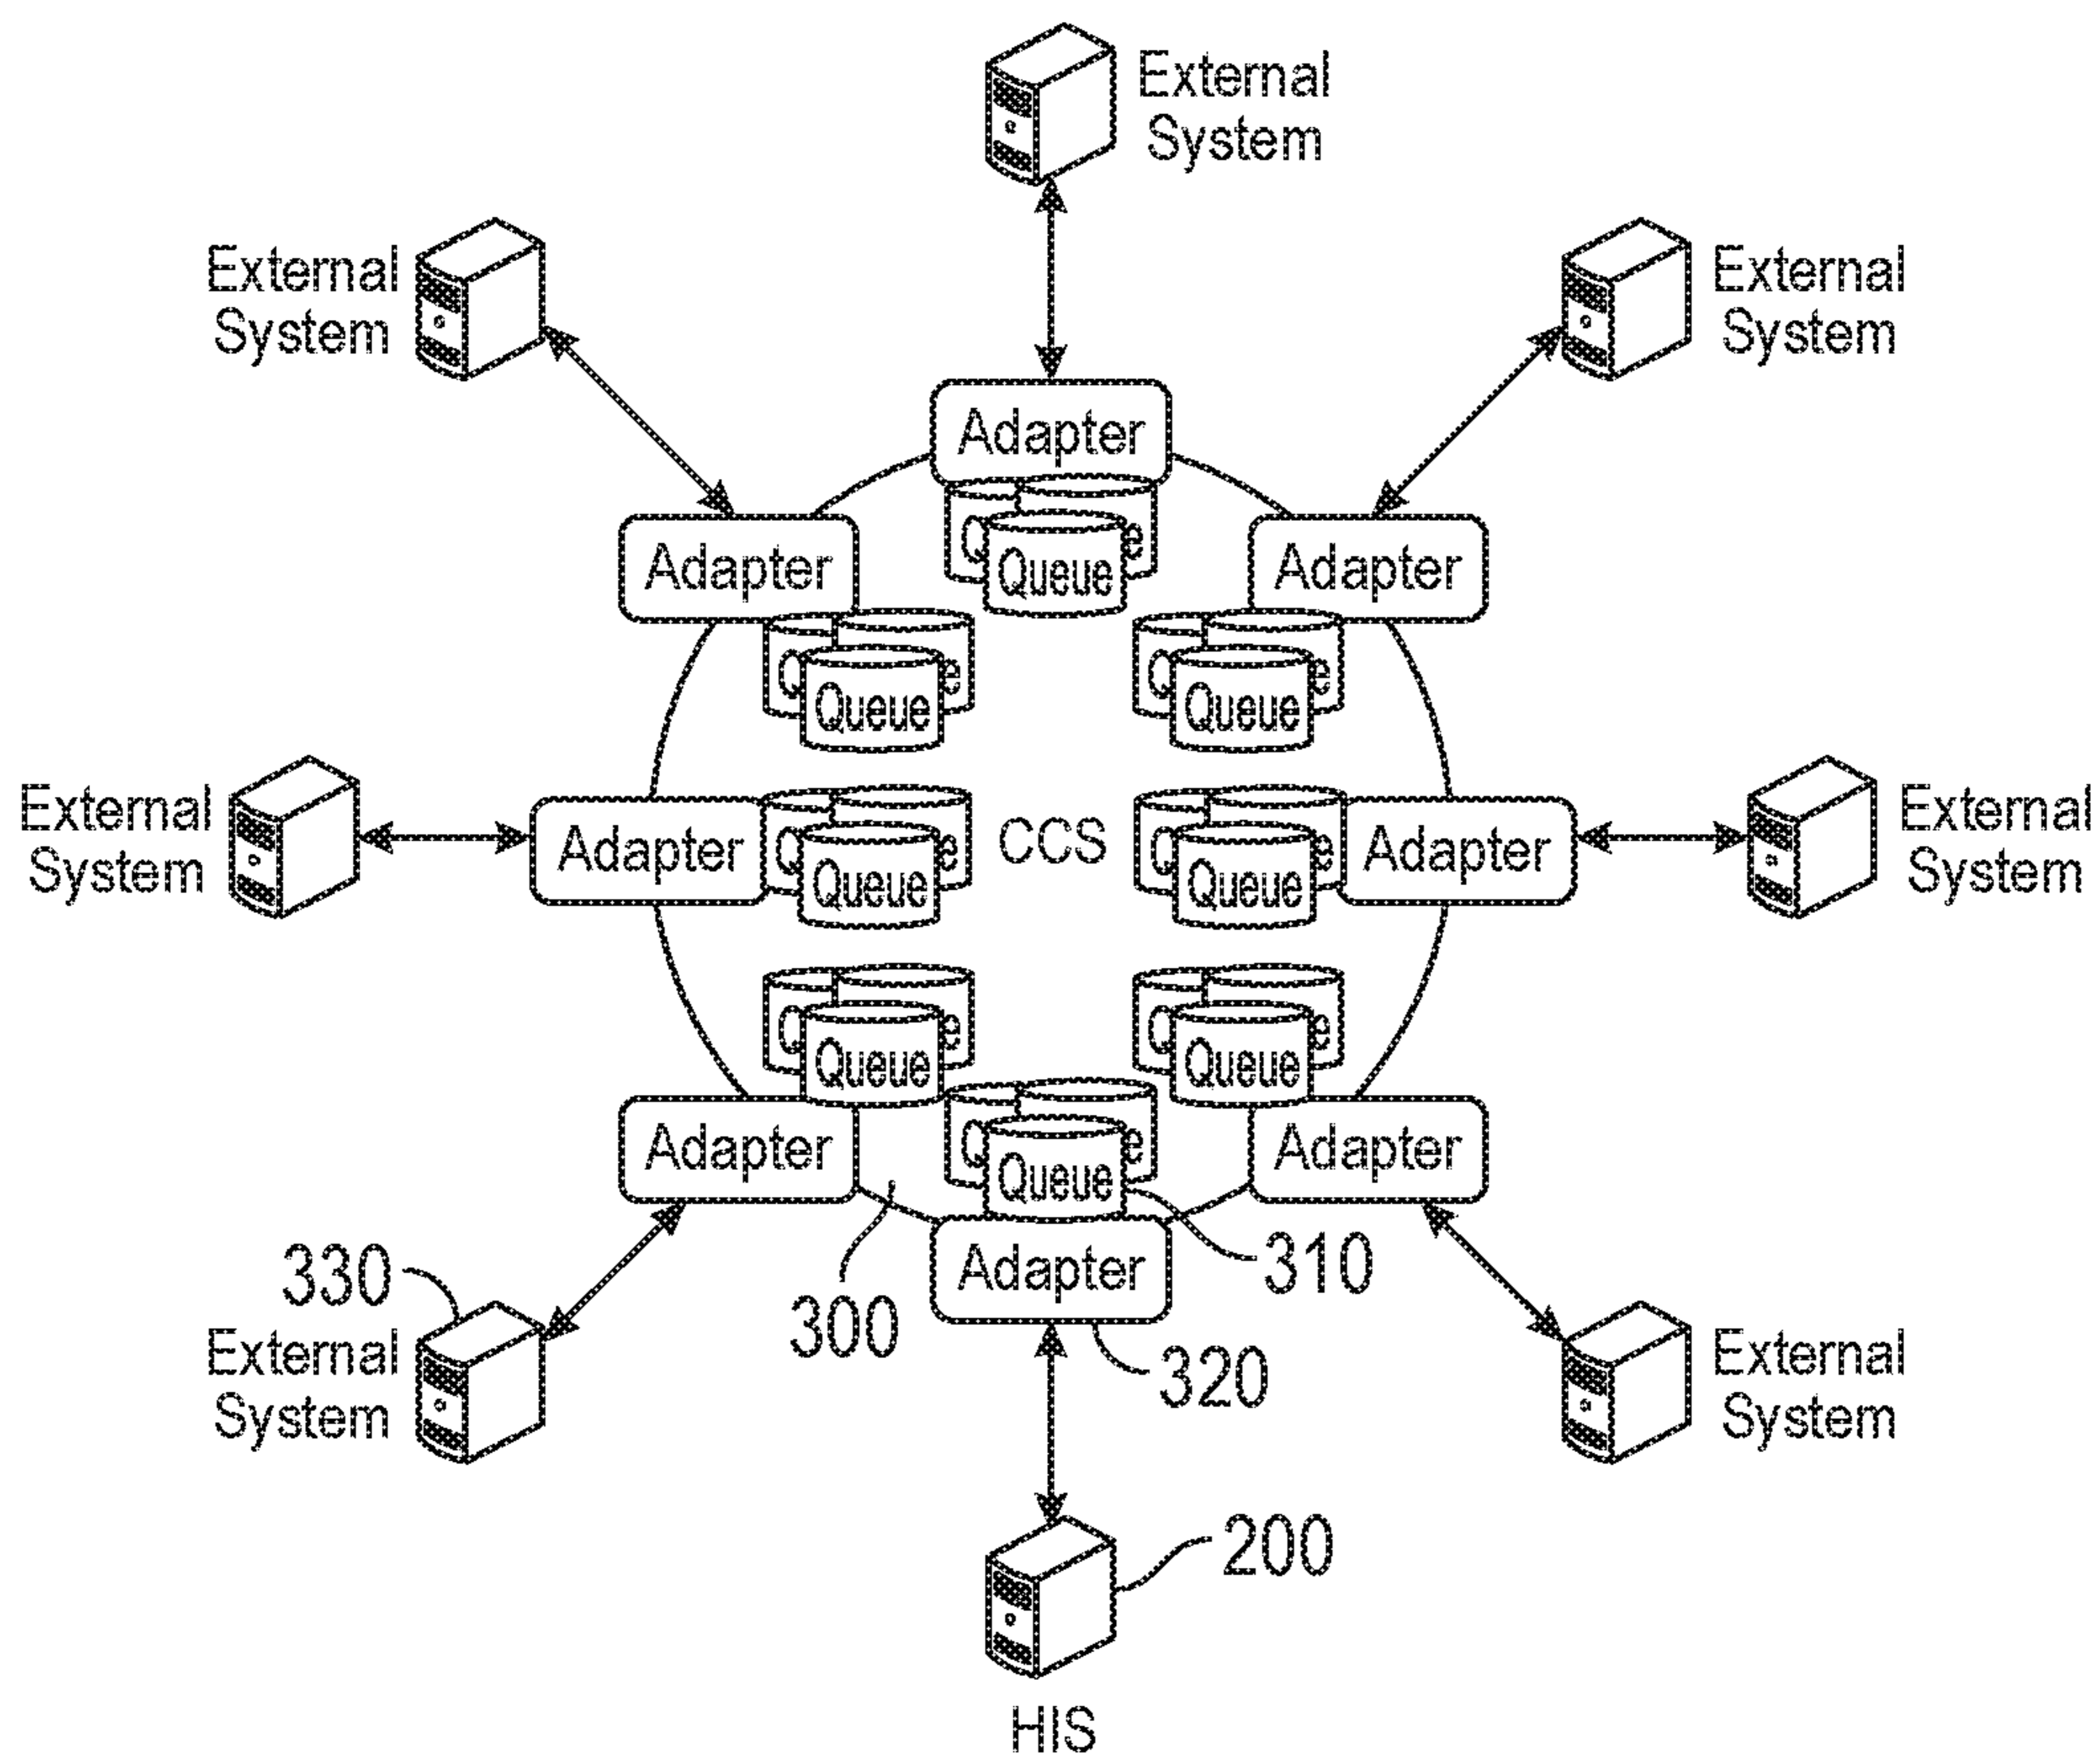 External
System
External
System
External
System
Adapter
Adapter
Adapter
Queue
Queue
Queue
External
System
Adapter
Queue
CCS
Queue
Adapter
External
System
Queue
Queue
Adapter
Queue
Adapter
330
External
System
300
Adapter
310
320
External
System
200
HIS